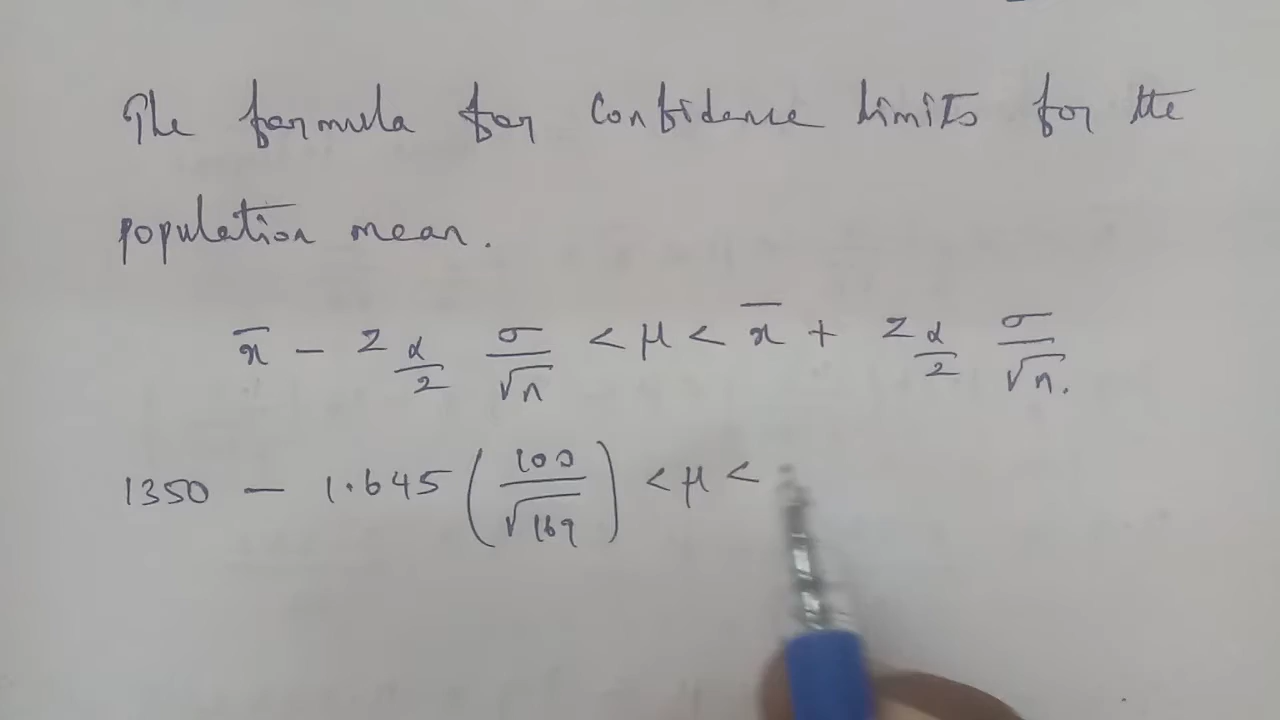 The formula for confidence limits for the
population mean.
x̄ - z α/2 σ/√n < μ < x̄ + z α/2 σ/√n.
1350 - 1.645 (100/√169) < μ <